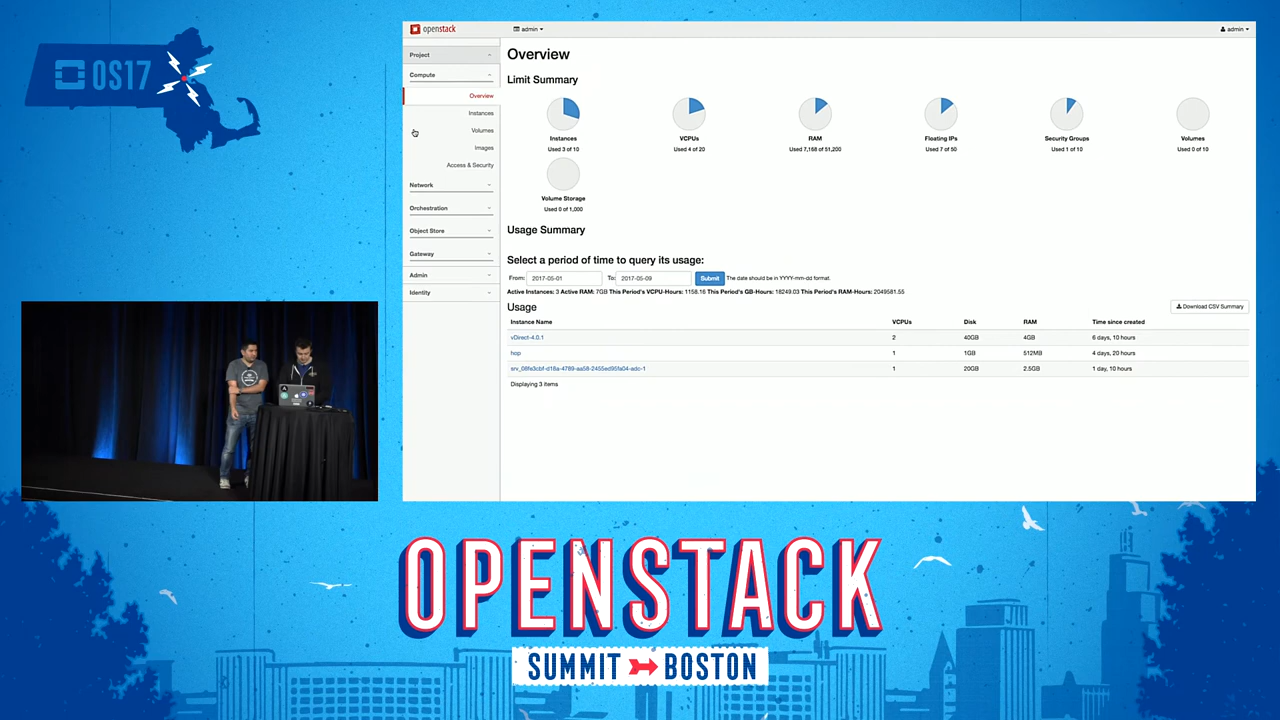 OS17
openstack
admin
admin
Project
Compute
Overview
Instances
Volumes
Images
Access & Security
Network
Orchestration
Object Store
Gateway
Admin
Identity
Overview
Limit Summary
Instances
Used 3 of 10
VCPUs
Used 4 of 20
RAM
Used 7,168 of 51,200
Floating IPs
Used 7 of 50
Security Groups
Used 1 of 10
Volumes
Used 0 of 10
Volume Storage
Used 0 of 1,000
Usage Summary
Select a period of time to query its usage:
From: 2017-05-01 To: 2017-05-09 Submit The date should be in YYYY-mm-dd format.
Active Instances: 3 Active RAM: 7GB This Period's VCPU-Hours: 1158.16 This Period's GB-Hours: 18249.03 This Period's RAM-Hours: 2049581.55
Usage
Download CSV Summary
Instance Name VCPUs Disk RAM Time since created
vDirect-4.0.1 2 40GB 4GB 6 days, 10 hours
hop 1 1GB 512MB 4 days, 20 hours
srv_08fe3cbf-d18a-4789-aa58-2455ed95fa04-adc-1 1 20GB 2.5GB 1 day, 10 hours
Displaying 3 items
OPENSTACK
SUMMIT BOSTON